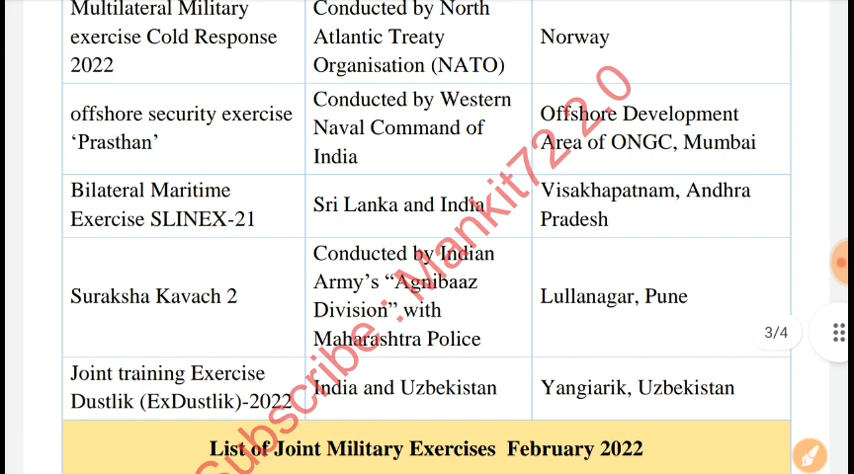 Multilateral Military
exercise Cold Response
2022
Conducted by North
Atlantic Treaty
Organisation (NATO)
Norway
offshore security exercise
‘Prasthan’
Conducted by Western
Naval Command of
India
Offshore Development
Area of ONGC, Mumbai
Bilateral Maritime
Exercise SLINEX-21
Sri Lanka and India
Visakhapatnam, Andhra
Pradesh
Suraksha Kavach 2
Conducted by Indian
Army’s “Agnibaaz
Division” with
Maharashtra Police
Lullanagar, Pune
Joint training Exercise
Dustlik (ExDustlik)-2022
India and Uzbekistan
Yangiarik, Uzbekistan
List of Joint Military Exercises February 2022
Subscribe : Mankit72 2.0
3/4